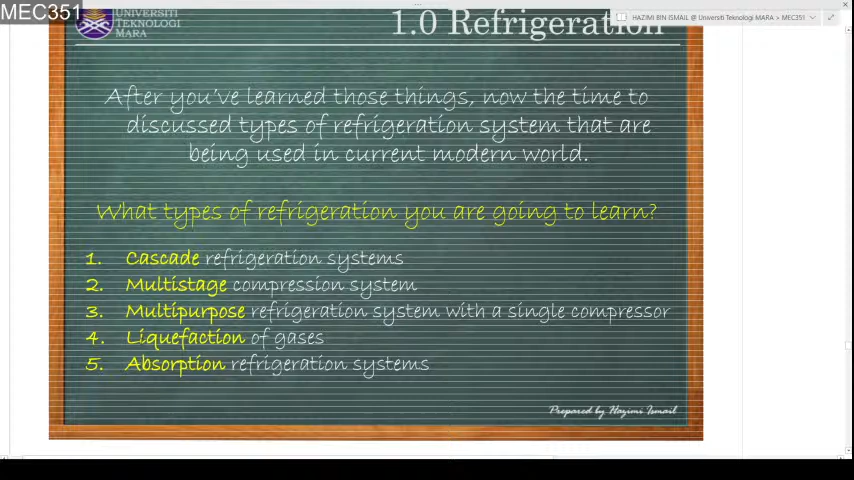 MEC351
UNIVERSITI
TEKNOLOGI
MARA
1.0 Refrigeration
HAZIMI BIN ISMAIL @ Universiti Teknologi MARA > MEC351
After you've learned those things, now the time to
discussed types of refrigeration system that are
being used in current modern world.
What types of refrigeration you are going to learn?
1. Cascade refrigeration systems
2. Multistage compression system
3. Multipurpose refrigeration system with a single compressor
4. Liquefaction of gases
5. Absorption refrigeration systems
Prepared by Hazimi Ismail